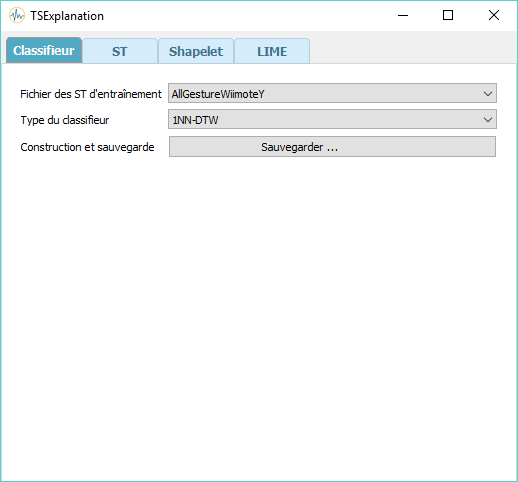 TSExplanation
Classifieur ST Shapelet LIME
Fichier des ST d'entraînement AllGestureWiimoteY
Type du classifieur 1NN-DTW
Construction et sauvegarde Sauvegarder ...